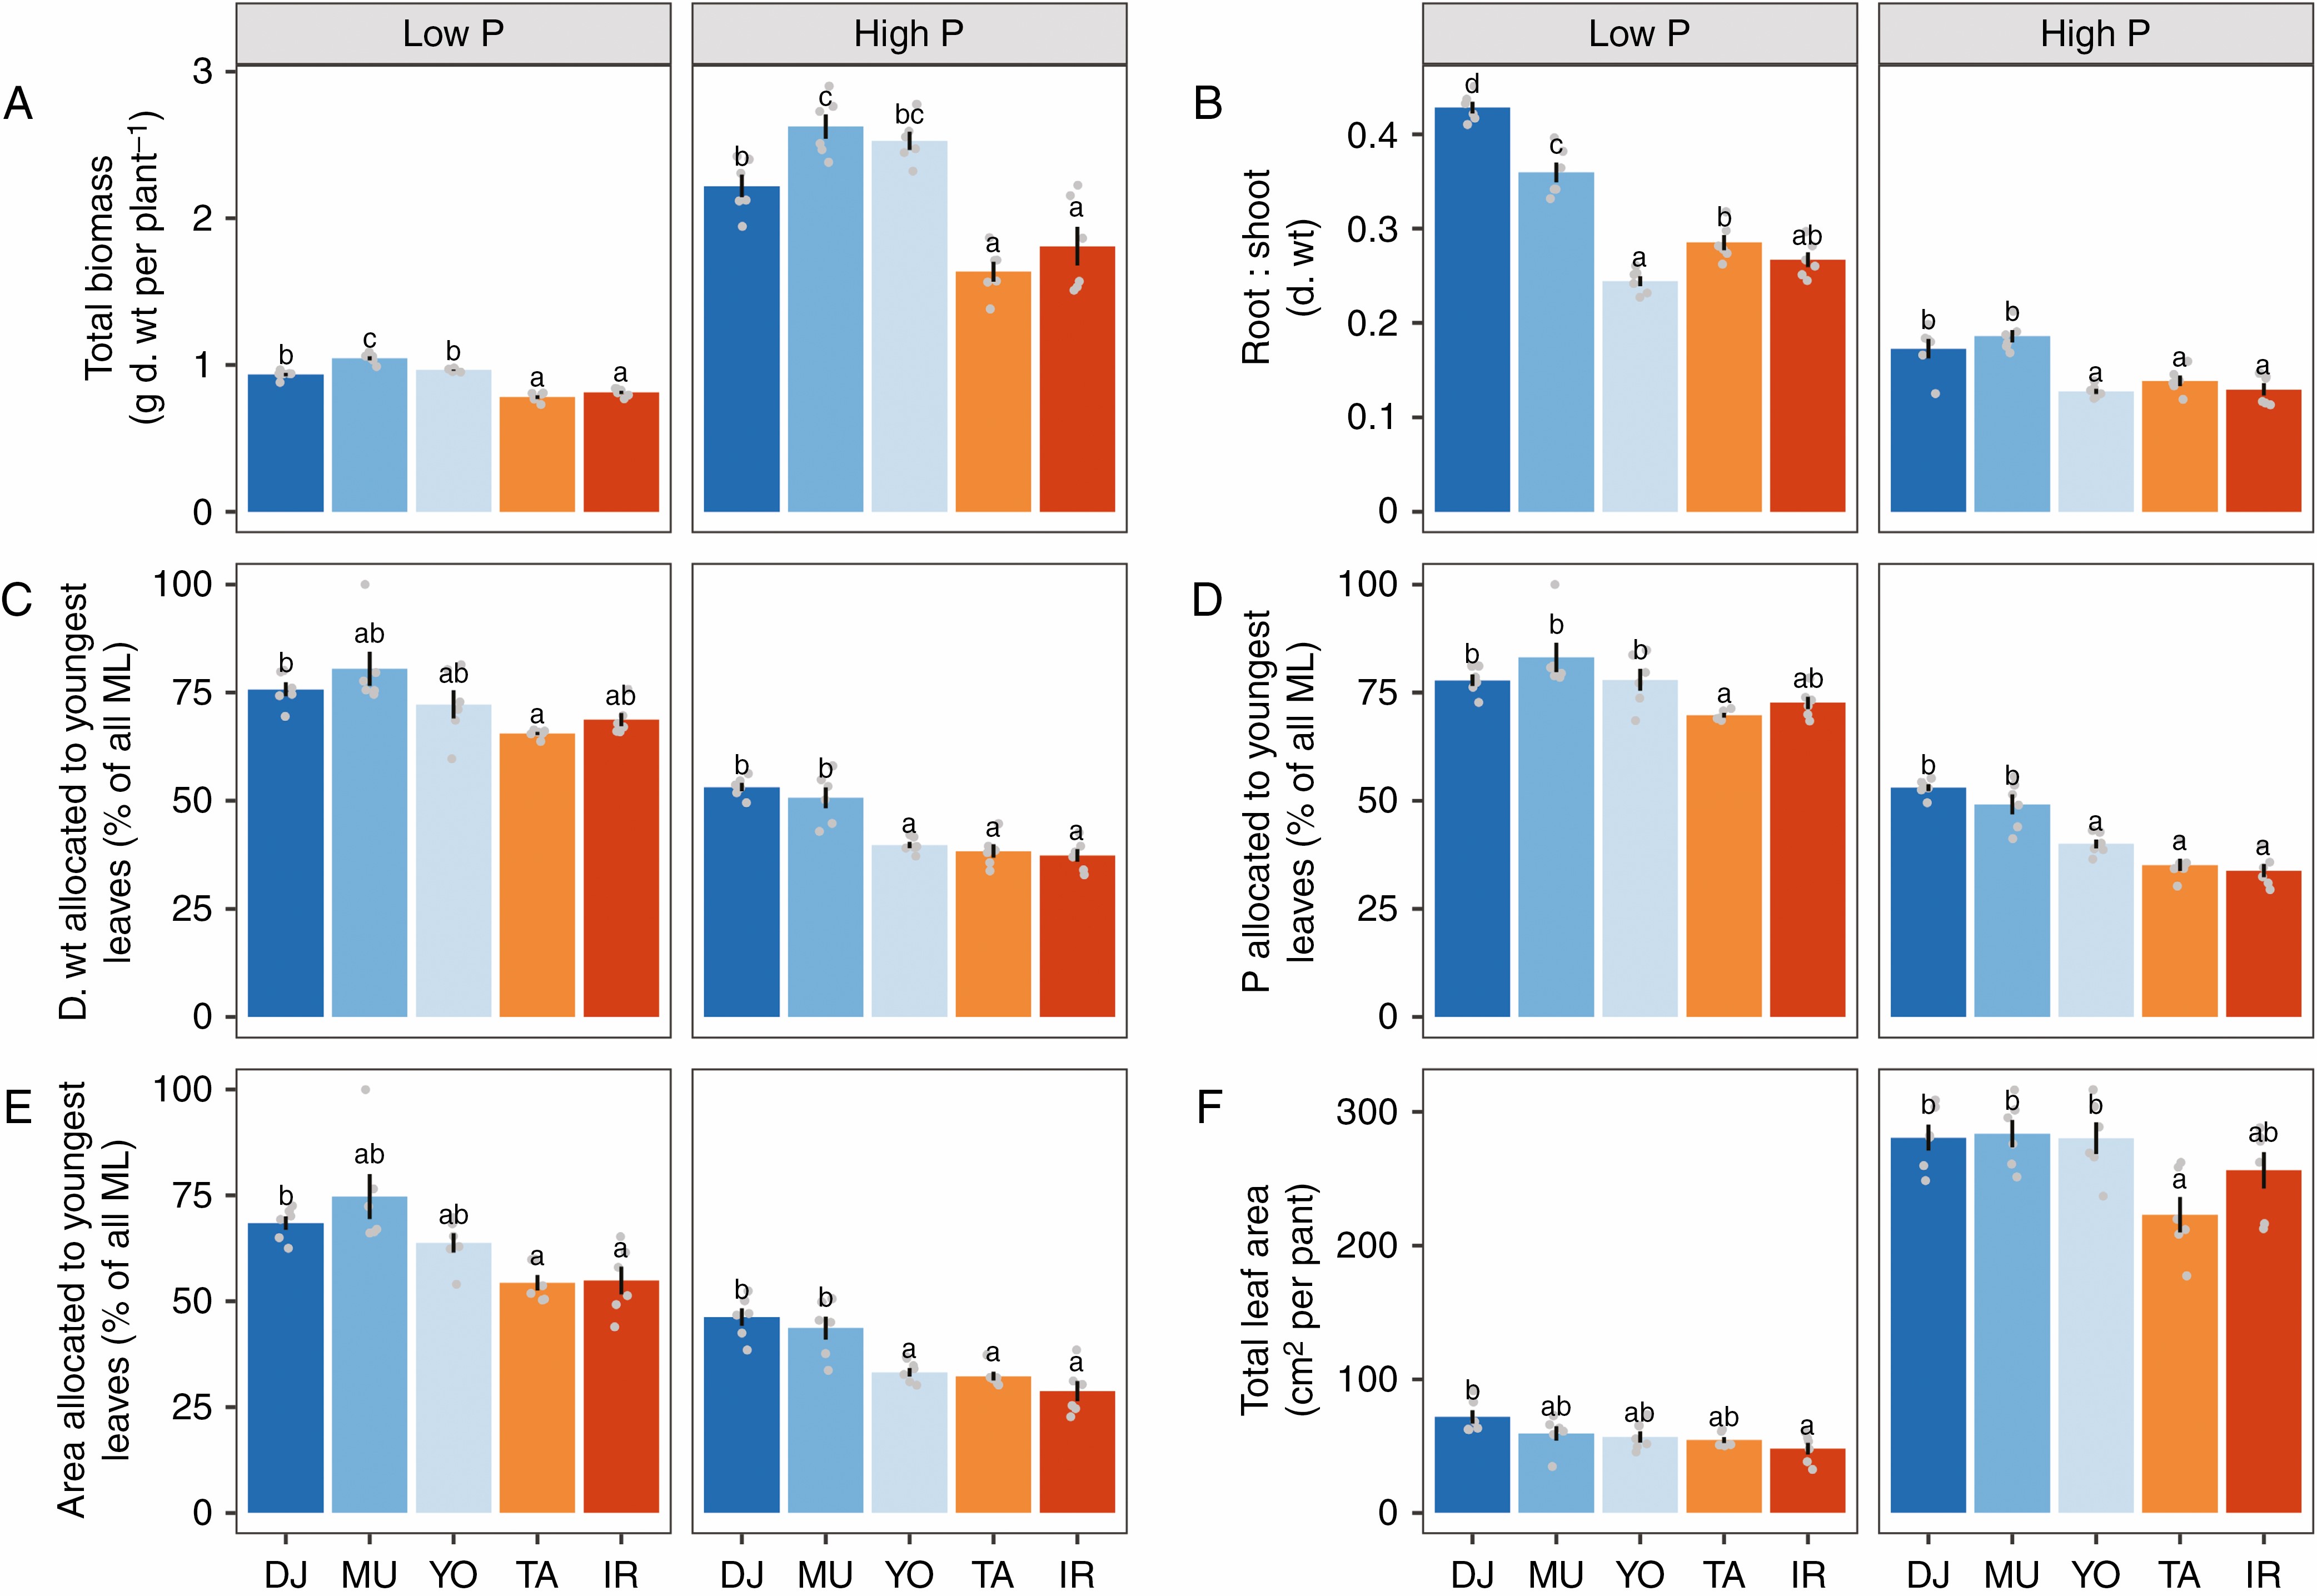 Low P High P Low P High P
A
Total biomass
(g d. wt per plant⁻¹)
3
2
1
0
b c b a a
b c bc a a
B
Root : shoot
(d. wt)
0.4
0.3
0.2
0.1
0
d c a b ab
b b a a a
C
D. wt allocated to youngest
leaves (% of all ML)
100
75
50
25
0
b ab ab a ab
b b a a a
D
P allocated to youngest
leaves (% of all ML)
100
75
50
25
0
b b b a ab
b b a a a
E
Area allocated to youngest
leaves (% of all ML)
100
75
50
25
0
b ab ab a a
b b a a a
DJ MU YO TA IR
DJ MU YO TA IR
F
Total leaf area
(cm² per pant)
300
200
100
0
b ab ab ab a
b b b a ab
DJ MU YO TA IR
DJ MU YO TA IR